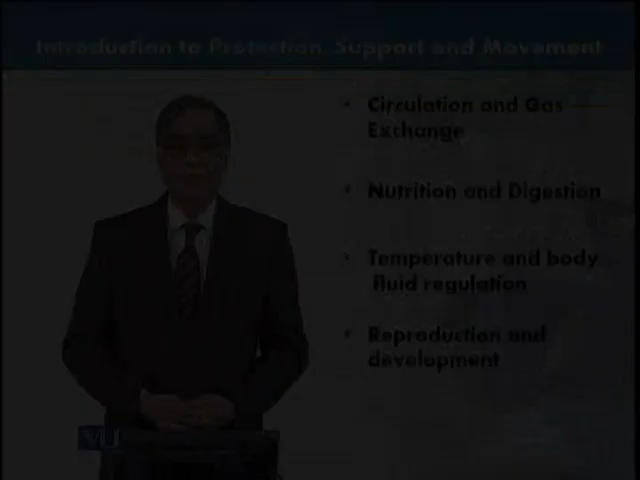 Introduction to Protection, Support and Movement
• Circulation and Gas
Exchange
• Nutrition and Digestion
• Temperature and body
fluid regulation
• Reproduction and
development
VU